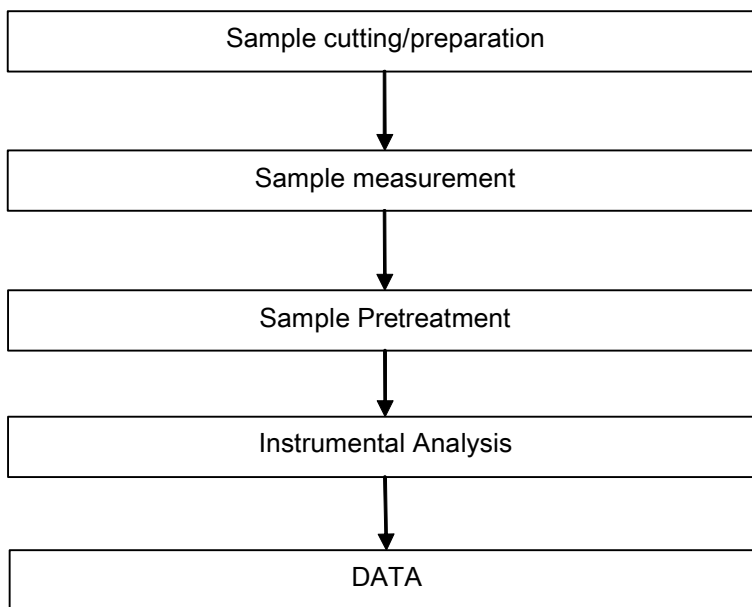 Sample cutting/preparation
Sample measurement
Sample Pretreatment
Instrumental Analysis
DATA